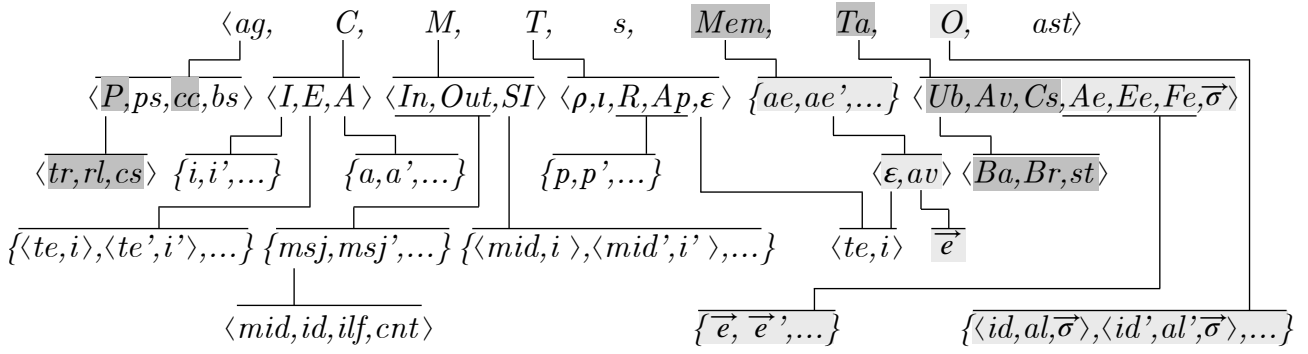 ⟨ag, C, M, T, s, Mem, Ta, O, ast⟩
⟨P,ps,cc,bs⟩ ⟨I,E,A⟩ ⟨In,Out,SI⟩ ⟨ρ,ι,R,Ap,ε⟩ {ae,ae',...} ⟨Ub,Av,Cs,Ae,Ee,Fe,σ⃗⟩
⟨tr,rl,cs⟩ {i,i',...} {a,a',...} {p,p',...} ⟨ε,av⟩ ⟨Ba,Br,st⟩
{⟨te,i⟩,⟨te',i'⟩,...} {msj,msj',...} {⟨mid,i⟩,⟨mid',i'⟩,...} ⟨te,i⟩ e⃗
⟨mid,id,ilf,cnt⟩ {e⃗, e⃗',...} {⟨id,al,σ⃗⟩,⟨id',al',σ⃗⟩,...}